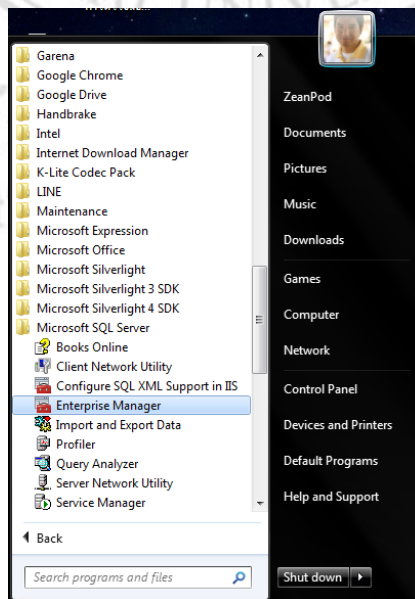 Garena
Google Chrome
Google Drive
Handbrake
Intel
Internet Download Manager
K-Lite Codec Pack
LINE
Maintenance
Microsoft Expression
Microsoft Office
Microsoft Silverlight
Microsoft Silverlight 3 SDK
Microsoft Silverlight 4 SDK
Microsoft SQL Server
Books Online
Client Network Utility
Configure SQL XML Support in IIS
Enterprise Manager
Import and Export Data
Profiler
Query Analyzer
Server Network Utility
Service Manager
Back
Search programs and files
ZeanPod
Documents
Pictures
Music
Downloads
Games
Computer
Network
Control Panel
Devices and Printers
Default Programs
Help and Support
Shut down